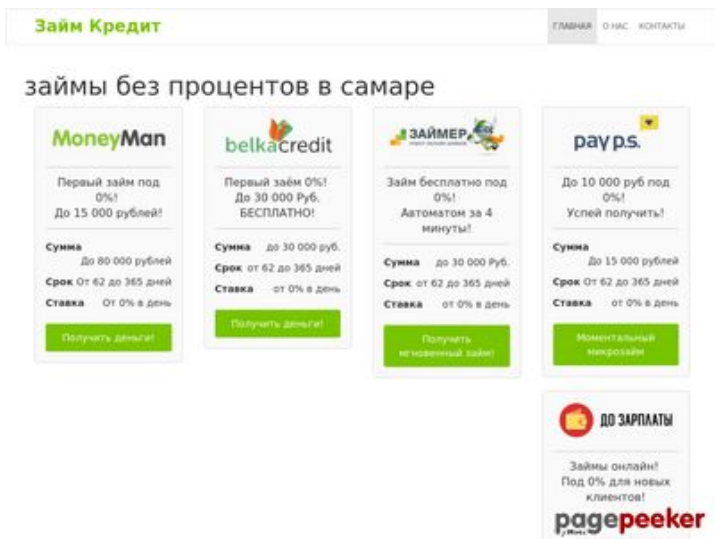 Займ Кредит
ГЛАВНАЯ О НАС КОНТАКТЫ
займы без процентов в самаре
MoneyMan
Первый займ под
0%!
До 15 000 рублей!
Сумма
До 80 000 рублей
Срок От 62 до 365 дней
Ставка От 0% в день
Получить деньги!
belkacredit
Первый заём 0%!
До 30 000 Руб.
БЕСПЛАТНО!
Сумма до 30 000 руб.
Срок от 62 до 365 дней
Ставка от 0% в день
Получить деньги!
ЗАЙМЕР
Займ бесплатно под
0%!
Автоматом за 4
минуты!
Сумма до 30 000 Руб.
Срок от 62 до 365 дней
Ставка от 0% в день
Получить
мгновенный займ!
pay p.s.
До 10 000 руб под
0%!
Успей получить!
Сумма
До 15 000 рублей
Срок От 62 до 365 дней
Ставка от 0% в день
Моментальный
микрозайм
ДО ЗАРПЛАТЫ
Займы онлайн!
Под 0% для новых
клиентов!
pagepeeker